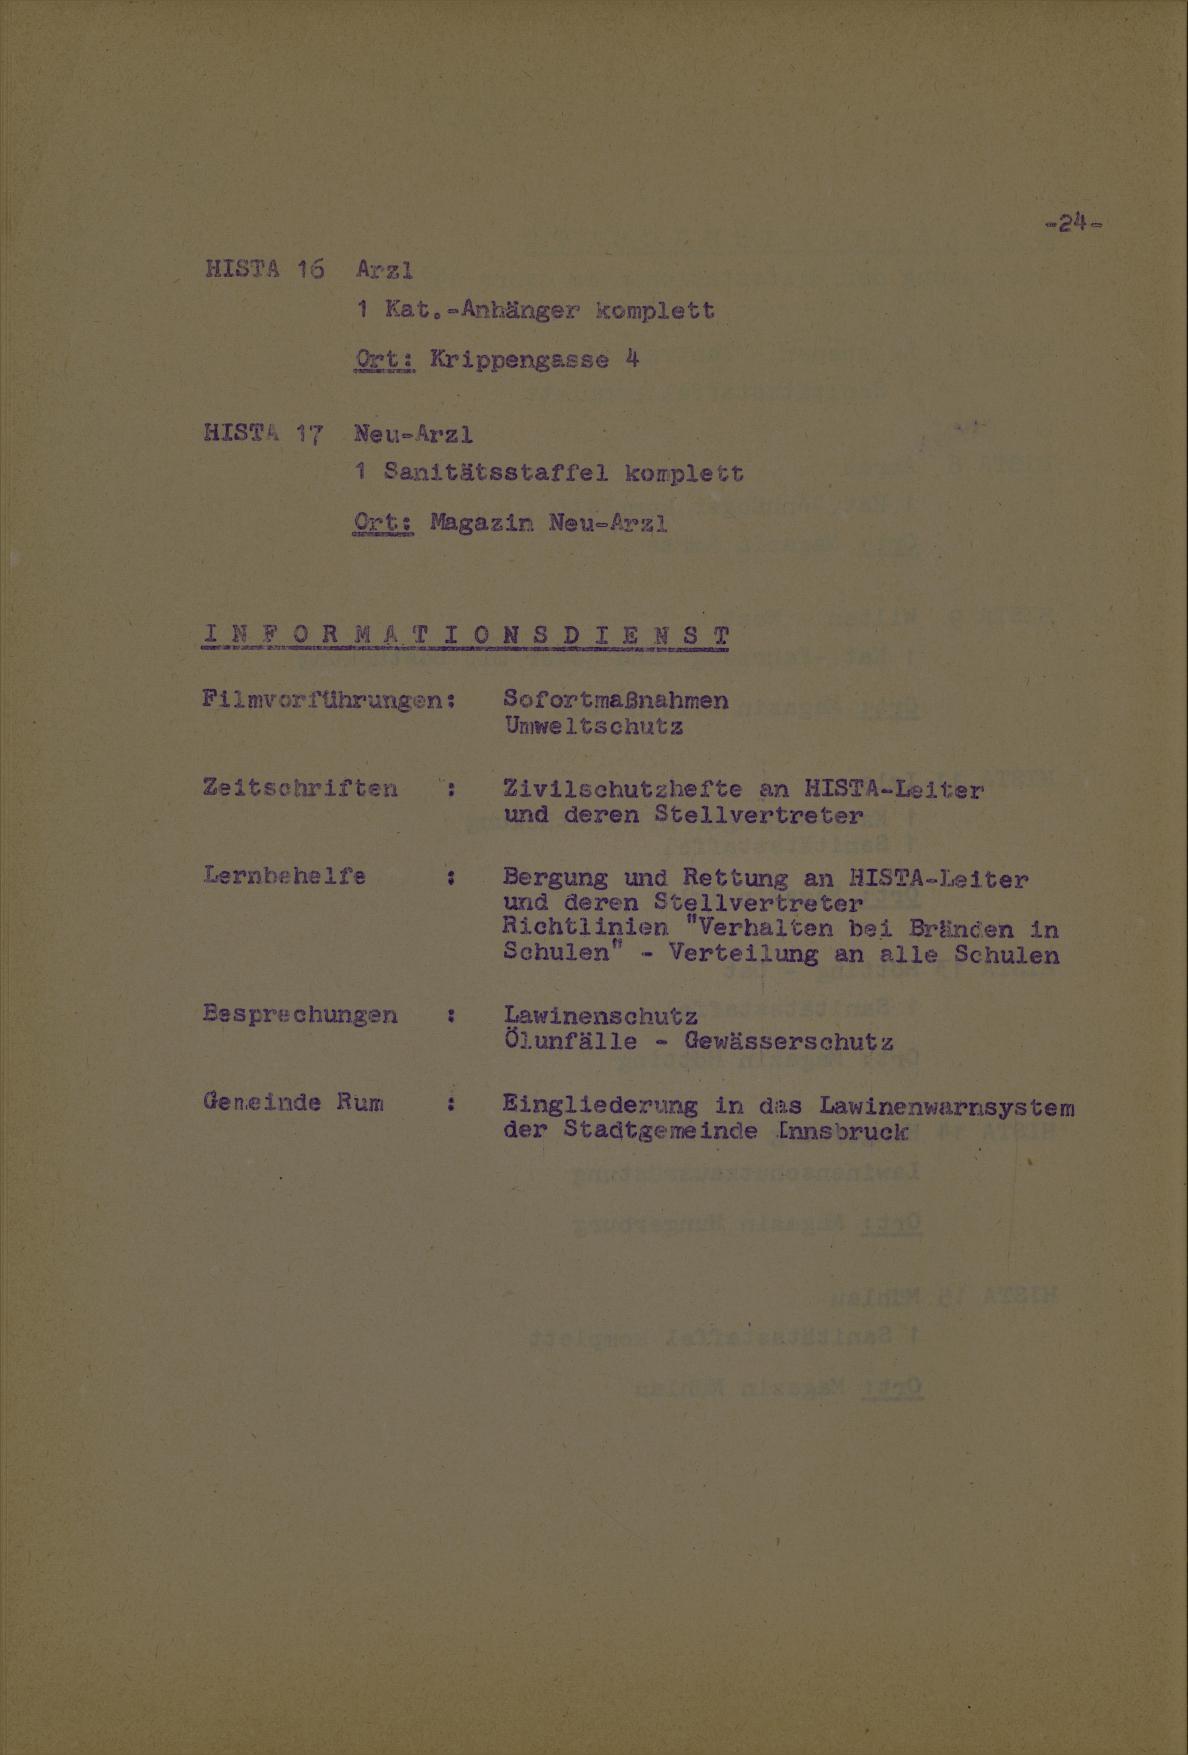 -24-
HISTA 16 Arzl
1 Kat.-Anhänger komplett
Ort: Krippengasse 4
HISTA 17 Neu-Arzl
1 Sanitätsstaffel komplett
Ort: Magazin Neu-Arzl
I N F O R M A T I O N S D I E N S T
Filmvorführungen: Sofortmaßnahmen
Umweltschutz
Zeitschriften : Zivilschutzhefte an HISTA-Leiter
und deren Stellvertreter
Lernbehelfe : Bergung und Rettung an HISTA-Leiter
und deren Stellvertreter
Richtlinien "Verhalten bei Bränden in
Schulen" - Verteilung an alle Schulen
Besprechungen : Lawinenschutz
Ölunfälle - Gewässerschutz
Gemeinde Rum : Eingliederung in das Lawinenwarnsystem
der Stadtgemeinde Innsbruck